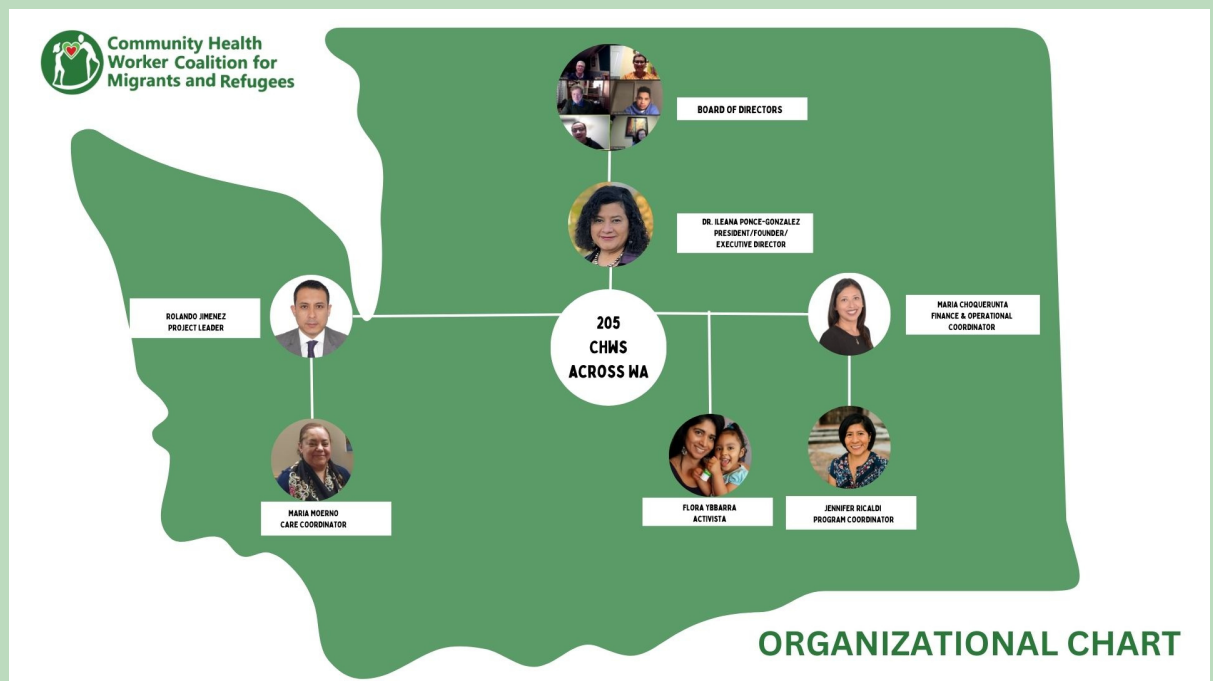 Community Health
Worker Coalition for
Migrants and Refugees
BOARD OF DIRECTORS
DR. ILEANA PONCE-GONZALEZ
PRESIDENT/FOUNDER/
EXECUTIVE DIRECTOR
ROLANDO JIMENEZ
PROJECT LEADER
205
CHWS
ACROSS WA
MARIA CHOQUERUNTA
FINANCE & OPERATIONAL
COORDINATOR
MARIA MOERNO
CARE COORDINATOR
FLORA YBBARRA
ACTIVISTA
JENNIFER RICALDI
PROGRAM COORDINATOR
ORGANIZATIONAL CHART